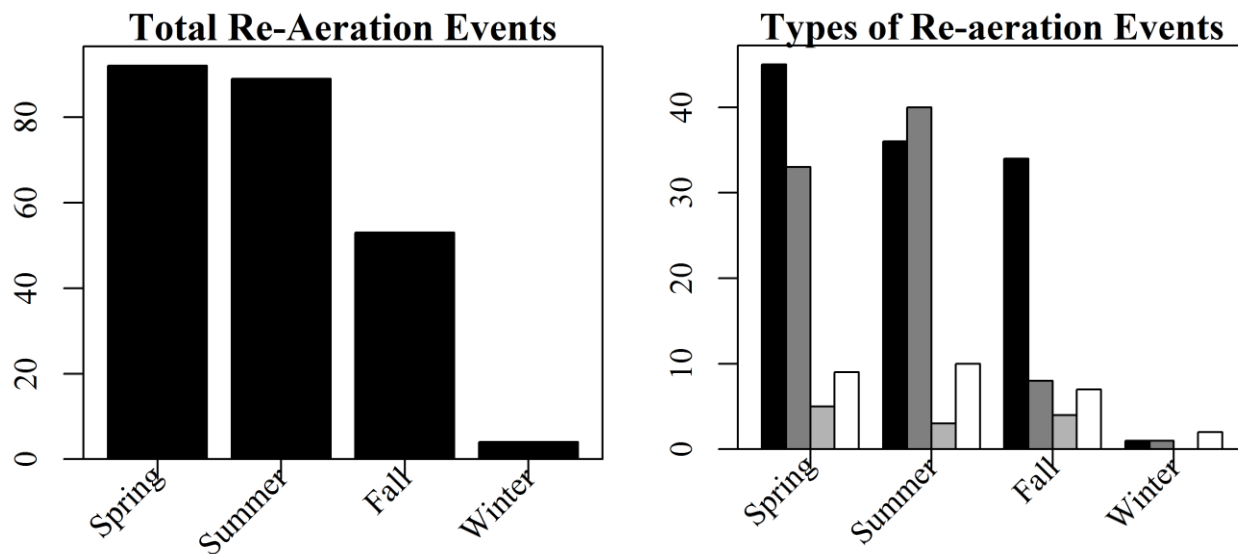 Total Re-Aeration Events
80
60
40
20
0
Spring
Summer
Fall
Winter
Types of Re-aeration Events
40
30
20
10
0
Spring
Summer
Fall
Winter